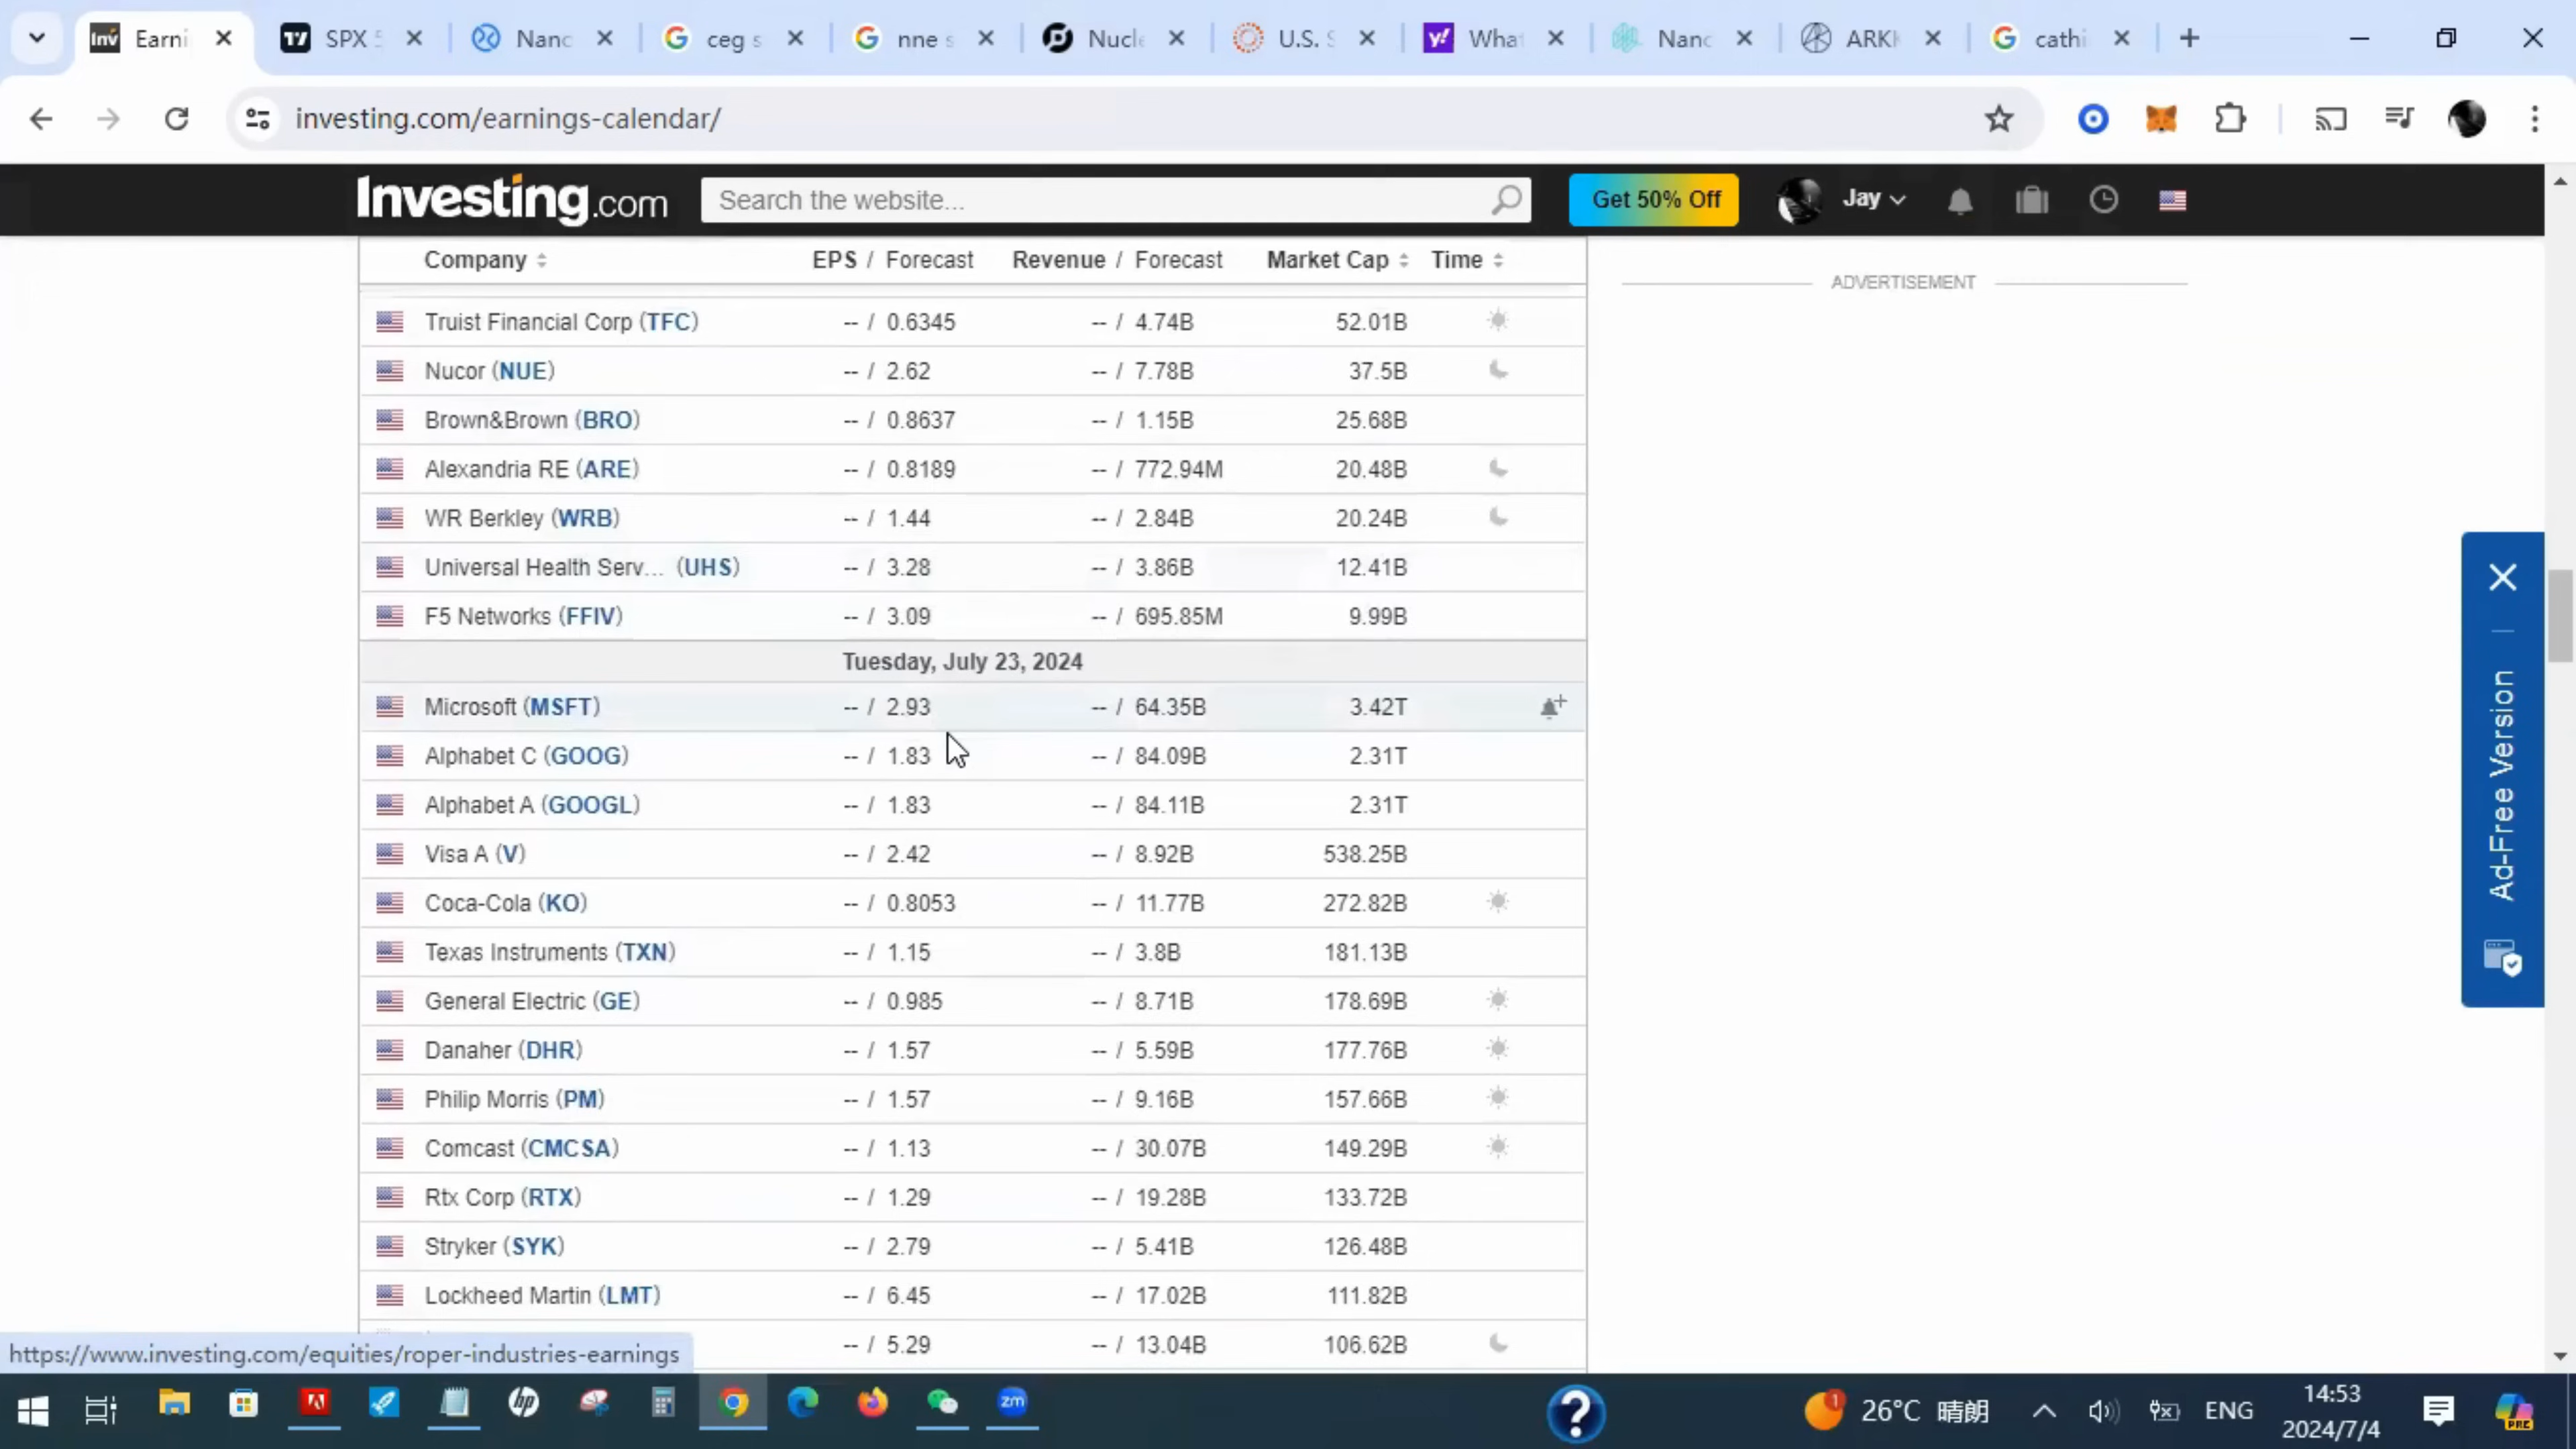 Earni
SPX 5
Nanc
ceg s
nne s
Nucle
U.S. S
What
Nanc
ARKK
cathi
investing.com/earnings-calendar/
Investing.com
Search the website...
Get 50% Off
Jay
Company EPS / Forecast Revenue / Forecast Market Cap Time
ADVERTISEMENT
Truist Financial Corp (TFC) -- / 0.6345 -- / 4.74B 52.01B
Nucor (NUE) -- / 2.62 -- / 7.78B 37.5B
Brown&Brown (BRO) -- / 0.8637 -- / 1.15B 25.68B
Alexandria RE (ARE) -- / 0.8189 -- / 772.94M 20.48B
WR Berkley (WRB) -- / 1.44 -- / 2.84B 20.24B
Universal Health Serv... (UHS) -- / 3.28 -- / 3.86B 12.41B
F5 Networks (FFIV) -- / 3.09 -- / 695.85M 9.99B
Tuesday, July 23, 2024
Microsoft (MSFT) -- / 2.93 -- / 64.35B 3.42T
Alphabet C (GOOG) -- / 1.83 -- / 84.09B 2.31T
Alphabet A (GOOGL) -- / 1.83 -- / 84.11B 2.31T
Visa A (V) -- / 2.42 -- / 8.92B 538.25B
Coca-Cola (KO) -- / 0.8053 -- / 11.77B 272.82B
Texas Instruments (TXN) -- / 1.15 -- / 3.8B 181.13B
General Electric (GE) -- / 0.985 -- / 8.71B 178.69B
Danaher (DHR) -- / 1.57 -- / 5.59B 177.76B
Philip Morris (PM) -- / 1.57 -- / 9.16B 157.66B
Comcast (CMCSA) -- / 1.13 -- / 30.07B 149.29B
Rtx Corp (RTX) -- / 1.29 -- / 19.28B 133.72B
Stryker (SYK) -- / 2.79 -- / 5.41B 126.48B
Lockheed Martin (LMT) -- / 6.45 -- / 17.02B 111.82B
-- / 5.29 -- / 13.04B 106.62B
Ad-Free Version
https://www.investing.com/equities/roper-industries-earnings
26°C 晴朗
ENG
14:53
2024/7/4